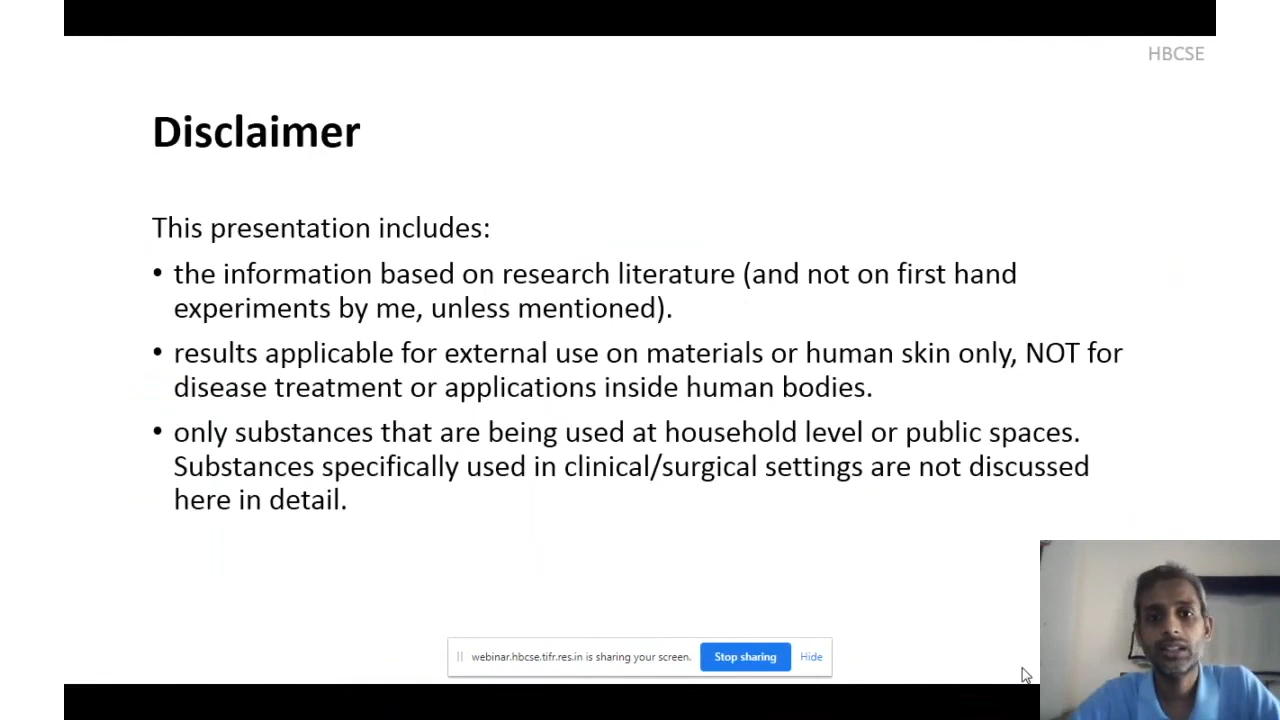 HBCSE
Disclaimer
This presentation includes:
• the information based on research literature (and not on first hand
experiments by me, unless mentioned).
• results applicable for external use on materials or human skin only, NOT for
disease treatment or applications inside human bodies.
• only substances that are being used at household level or public spaces.
Substances specifically used in clinical/surgical settings are not discussed
here in detail.
webinar.hbcse.tifr.res.in is sharing your screen. Stop sharing Hide